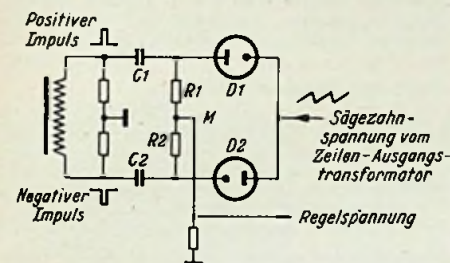 Positiver
Impuls
C1
R1
D1
M
R2
C2
D2
Sägezahn-
spannung vom
Zeilen-Ausgangs-
transformator
Negativer
Impuls
Regelspannung